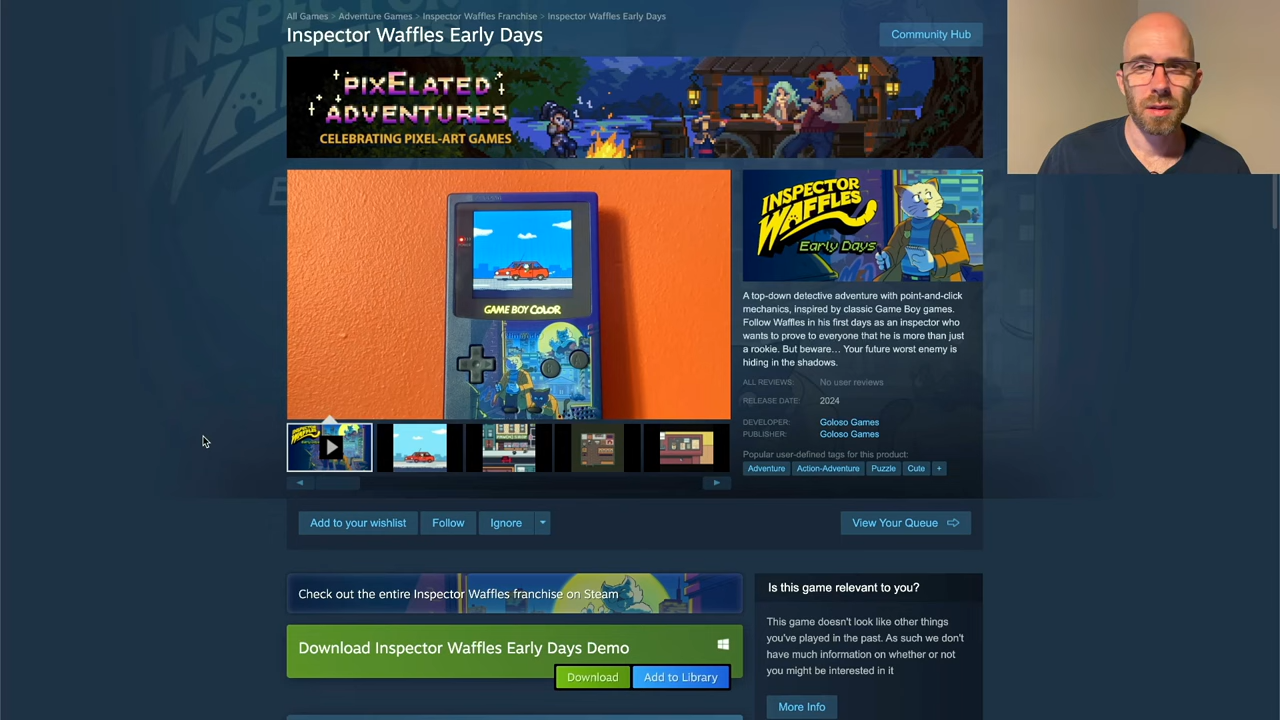 All Games > Adventure Games > Inspector Waffles Franchise > Inspector Waffles Early Days
Inspector Waffles Early Days
Community Hub
PIXELATED
ADVENTURES
CELEBRATING PIXEL-ART GAMES
GAME BOY COLOR
INSPECTOR
WAFFLES
Early Days
A top-down detective adventure with point-and-click
mechanics, inspired by classic Game Boy games.
Follow Waffles in his first days as an inspector who
wants to prove to everyone that he is more than just
a rookie. But beware... Your future worst enemy is
hiding in the shadows.
ALL REVIEWS: No user reviews
RELEASE DATE: 2024
DEVELOPER: Goloso Games
PUBLISHER: Goloso Games
Popular user-defined tags for this product:
Adventure Action-Adventure Puzzle Cute +
Add to your wishlist Follow Ignore
View Your Queue
Check out the entire Inspector Waffles franchise on Steam
Download Inspector Waffles Early Days Demo
Download Add to Library
Is this game relevant to you?
This game doesn't look like other things
you've played in the past. As such we don't
have much information on whether or not
you might be interested in it
More Info